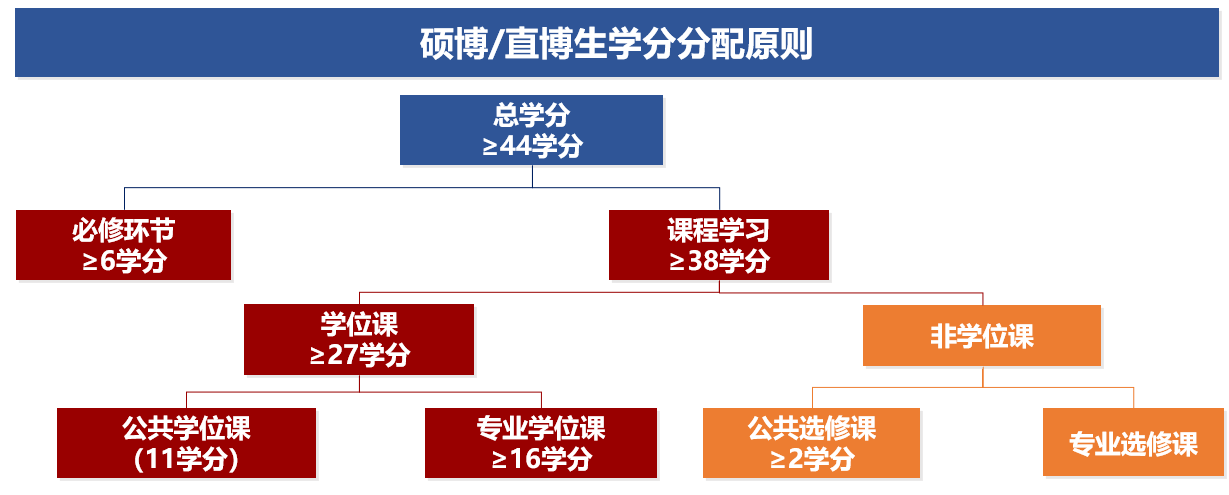 硕博/直博生学分分配原则
总学分
≥44学分
必修环节
≥6学分
课程学习
≥38学分
学位课
≥27学分
非学位课
公共学位课
(11学分)
专业学位课
≥16学分
公共选修课
≥2学分
专业选修课